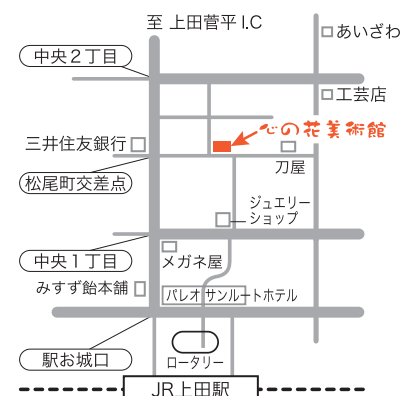 至 上田菅平 I.C
あいざわ
中央２丁目
工芸店
心の花美術館
三井住友銀行
刀屋
松尾町交差点
ジュエリー
ショップ
中央１丁目
メガネ屋
みすず飴本舗
パレオ サンルートホテル
駅お城口
ロータリー
JR上田駅